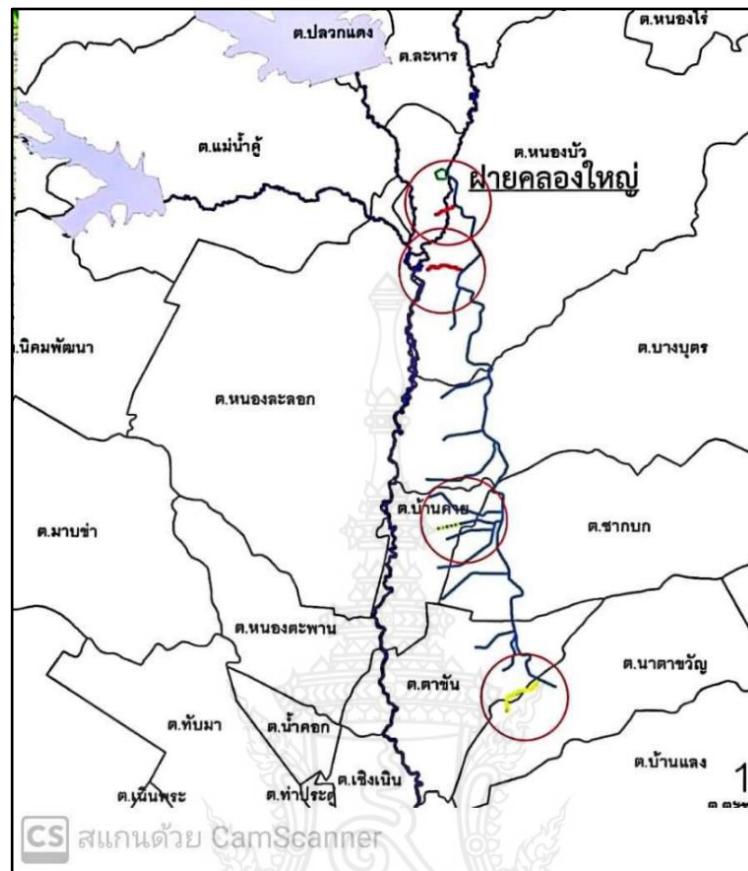 ต.ปลวกแดง
ต.หนองไร่
ต.ละหาร
ต.แม่น้ำคู้
ต.หนองบัว
ฝายคลองใหญ่
นิคมพัฒนา
ต.บางบุตร
ต.หนองละลอก
ต.บ้านค่าย
ต.มาบข่า
ต.ชากบก
ต.หนองตะพาน
ต.ตาขัน
ต.นาตาขวัญ
ต.ทับมา
ต.น้ำคอก
ต.บ้านแลง
ต.เชิงเนิน
1
ต.เนินพระ
ต.ท่าประดู่
CS สแกนด้วย CamScanner